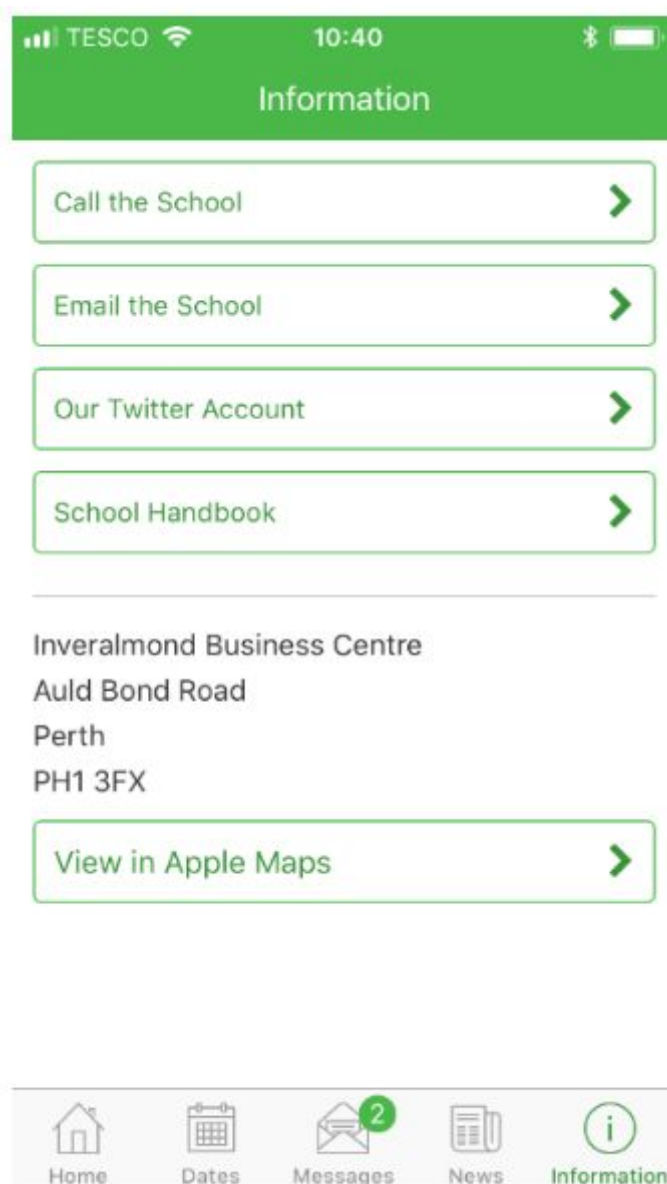 TESCO 10:40
Information
Call the School
Email the School
Our Twitter Account
School Handbook
Inveralmond Business Centre
Auld Bond Road
Perth
PH1 3FX
View in Apple Maps
2
Home Dates Messages News Information